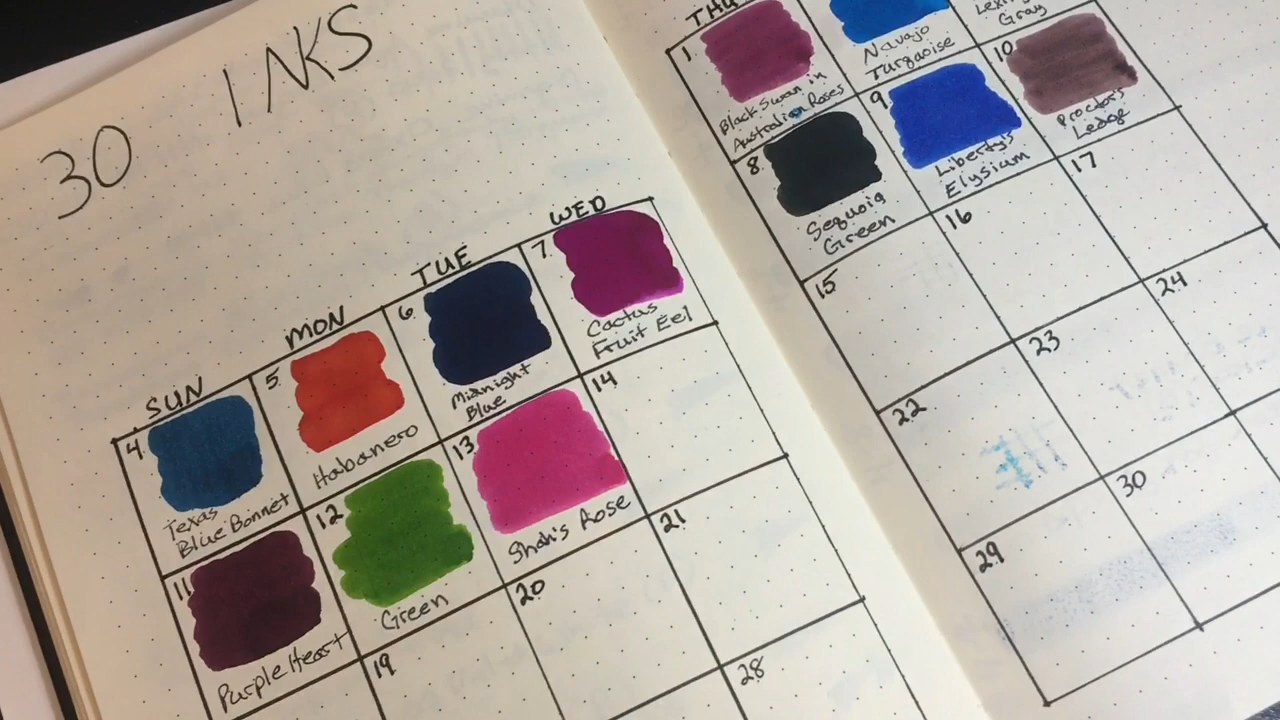 30 INKS
SUN
MON
TUE
WED
4
Texas
Blue Bonnet
5
Habanero
6
Midnight
Blue
7
Cactus
Fruit Eel
11
Purple Heart
12
Green
13
Shah's Rose
14
19
20
21
28
THU
1
Black Swan in
Australian Roses
Navajo
Turquoise
Gray
8
Sequoia
Green
9
Liberty's
Elysium
10
Proctor's
Ledge
15
16
17
22
23
24
29
30